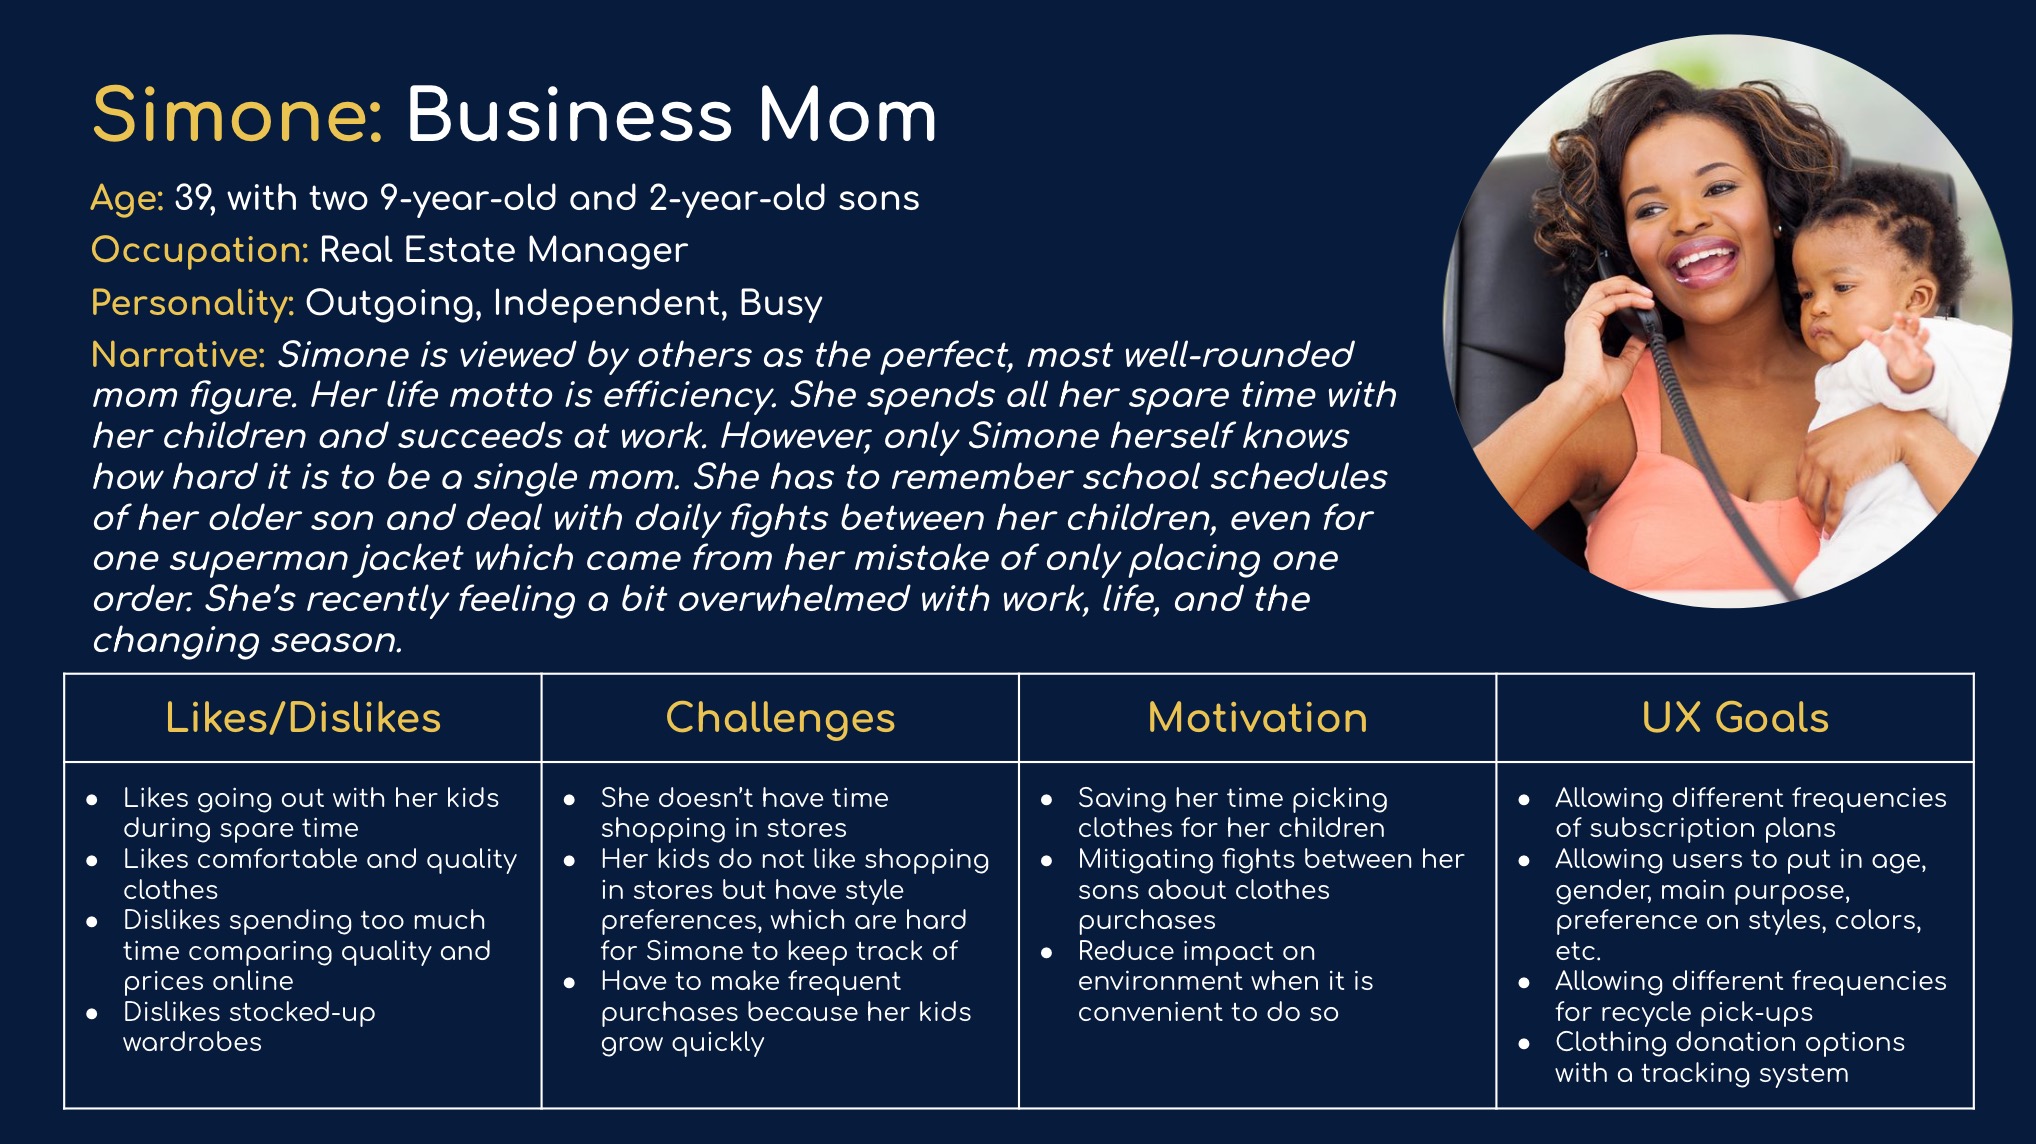 Simone: Business Mom
Age: 39, with two 9-year-old and 2-year-old sons
Occupation: Real Estate Manager
Personality: Outgoing, Independent, Busy
Narrative: Simone is viewed by others as the perfect, most well-rounded
mom figure. Her life motto is efficiency. She spends all her spare time with
her children and succeeds at work. However, only Simone herself knows
how hard it is to be a single mom. She has to remember school schedules
of her older son and deal with daily fights between her children, even for
one superman jacket which came from her mistake of only placing one
order. She’s recently feeling a bit overwhelmed with work, life, and the
changing season.
Likes/Dislikes
● Likes going out with her kids
during spare time
● Likes comfortable and quality
clothes
● Dislikes spending too much
time comparing quality and
prices online
● Dislikes stocked-up
wardrobes
Challenges
● She doesn’t have time
shopping in stores
● Her kids do not like shopping
in stores but have style
preferences, which are hard
for Simone to keep track of
● Have to make frequent
purchases because her kids
grow quickly
Motivation
● Saving her time picking
clothes for her children
● Mitigating fights between her
sons about clothes
purchases
● Reduce impact on
environment when it is
convenient to do so
UX Goals
● Allowing different frequencies
of subscription plans
● Allowing users to put in age,
gender, main purpose,
preference on styles, colors,
etc.
● Allowing different frequencies
for recycle pick-ups
● Clothing donation options
with a tracking system